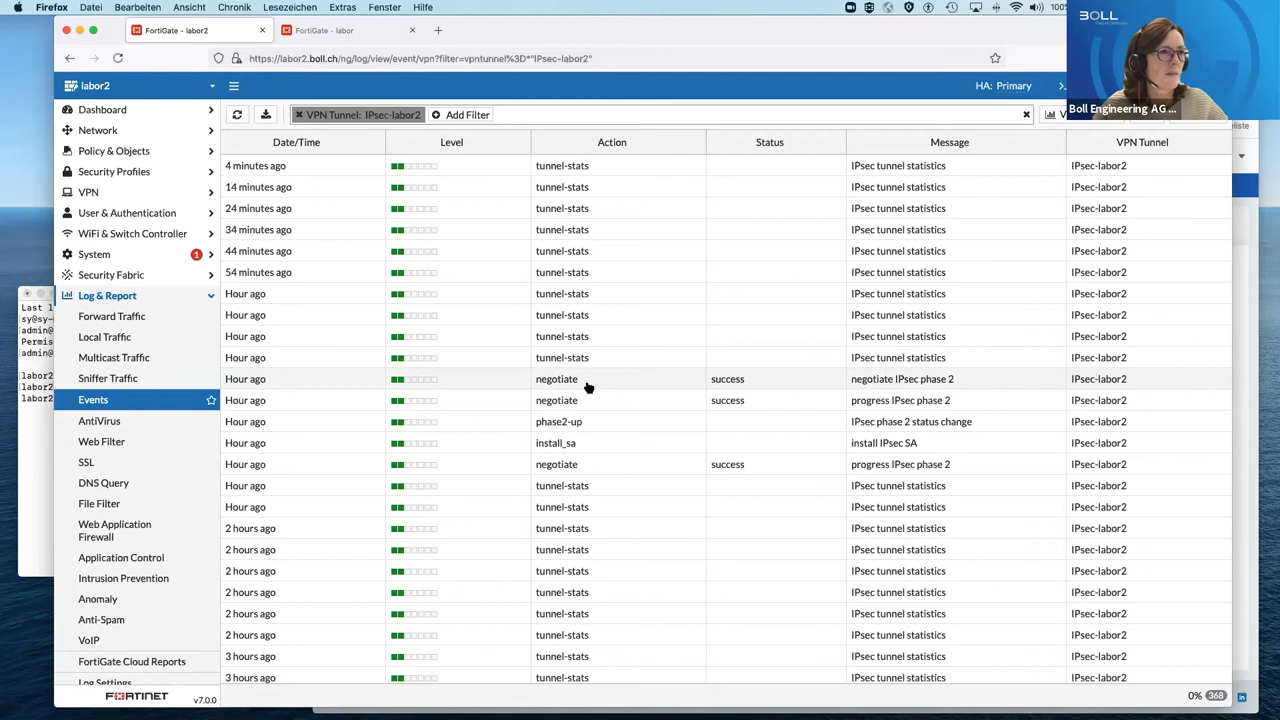 Firefox Datei Bearbeiten Ansicht Chronik Lesezeichen Extras Fenster Hilfe 100%
FortiGate - labor2
FortiGate - labor
https://labor2.boll.ch/ng/log/view/event/vpn?filter=vpntunnel%3D*"IPsec-labor2"
BOLL
Boll Engineering AG ...
labor2
HA: Primary
VPN Tunnel: IPsec-labor2 Add Filter
Date/Time Level Action Status Message VPN Tunnel
4 minutes ago tunnel-stats IPsec tunnel statistics IPsec-labor2
14 minutes ago tunnel-stats IPsec tunnel statistics IPsec-labor2
24 minutes ago tunnel-stats IPsec tunnel statistics IPsec-labor2
34 minutes ago tunnel-stats IPsec tunnel statistics IPsec-labor2
44 minutes ago tunnel-stats IPsec tunnel statistics IPsec-labor2
54 minutes ago tunnel-stats IPsec tunnel statistics IPsec-labor2
Hour ago tunnel-stats IPsec tunnel statistics IPsec-labor2
Hour ago tunnel-stats IPsec tunnel statistics IPsec-labor2
Hour ago tunnel-stats IPsec tunnel statistics IPsec-labor2
Hour ago tunnel-stats IPsec tunnel statistics IPsec-labor2
Hour ago negotiate success negotiate IPsec phase 2 IPsec-labor2
Hour ago negotiate success progress IPsec phase 2 IPsec-labor2
Hour ago phase2-up IPsec phase 2 status change IPsec-labor2
Hour ago install_sa install IPsec SA IPsec-labor2
Hour ago negotiate success progress IPsec phase 2 IPsec-labor2
Hour ago tunnel-stats IPsec tunnel statistics IPsec-labor2
Hour ago tunnel-stats IPsec tunnel statistics IPsec-labor2
2 hours ago tunnel-stats IPsec tunnel statistics IPsec-labor2
2 hours ago tunnel-stats IPsec tunnel statistics IPsec-labor2
2 hours ago tunnel-stats IPsec tunnel statistics IPsec-labor2
2 hours ago tunnel-stats IPsec tunnel statistics IPsec-labor2
2 hours ago tunnel-stats IPsec tunnel statistics IPsec-labor2
2 hours ago tunnel-stats IPsec tunnel statistics IPsec-labor2
3 hours ago tunnel-stats IPsec tunnel statistics IPsec-labor2
3 hours ago tunnel-stats IPsec tunnel statistics IPsec-labor2
0% 368
Dashboard
Network
Policy & Objects
Security Profiles
VPN
User & Authentication
WiFi & Switch Controller
System 1
Security Fabric
Log & Report
Forward Traffic
Local Traffic
Multicast Traffic
Sniffer Traffic
Events
AntiVirus
Web Filter
SSL
DNS Query
File Filter
Web Application
Firewall
Application Control
Intrusion Prevention
Anomaly
Anti-Spam
VoIP
FortiGate Cloud Reports
Log Settings
FORTINET v7.0.0
Last l
sy@sy-
admin@
Permis
admin@
labor2
labor2
labor2